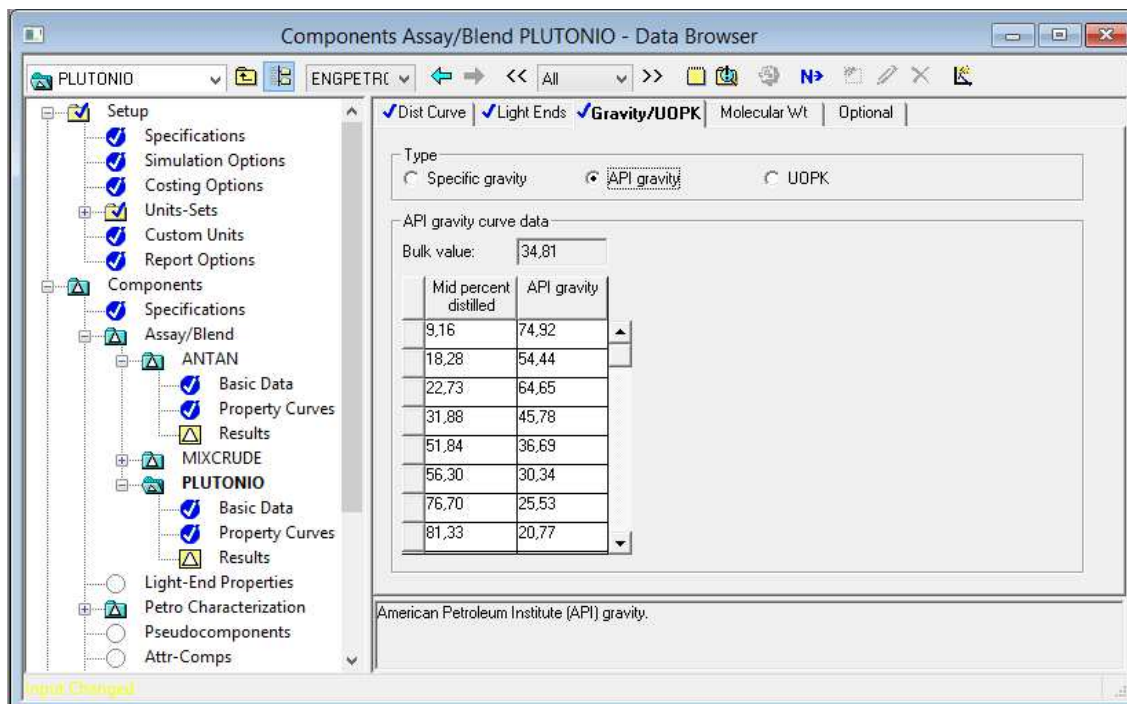 Components Assay/Blend PLUTONIO - Data Browser
PLUTONIO ENGPETRC << All >> N>
Setup
Specifications
Simulation Options
Costing Options
Units-Sets
Custom Units
Report Options
Components
Specifications
Assay/Blend
ANTAN
Basic Data
Property Curves
Results
MIXCRUDE
PLUTONIO
Basic Data
Property Curves
Results
Light-End Properties
Petro Characterization
Pseudocomponents
Attr-Comps
Dist Curve Light Ends Gravity/UOPK Molecular Wt Optional
Type
Specific gravity API gravity UOPK
API gravity curve data
Bulk value: 34,81
Mid percent distilled API gravity
9,16 74,92
18,28 54,44
22,73 64,65
31,88 45,78
51,84 36,69
56,30 30,34
76,70 25,53
81,33 20,77
American Petroleum Institute (API) gravity.
Input Changed